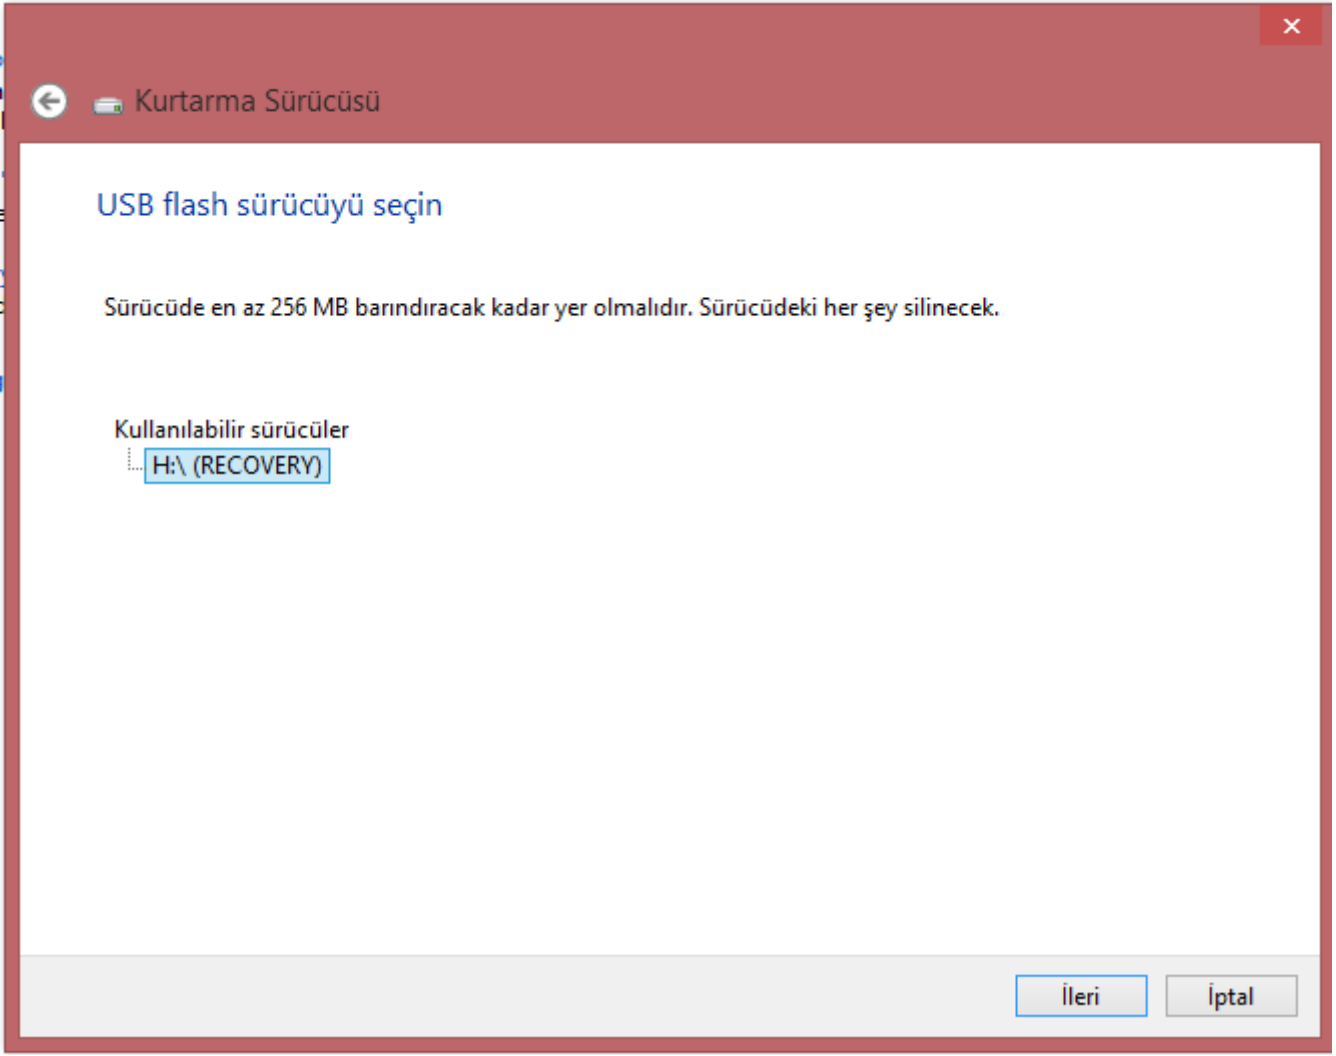 Kurtarma Sürücüsü
USB flash sürücüyü seçin
Sürücüde en az 256 MB barındıracak kadar yer olmalıdır. Sürücüdeki her şey silinecek.
Kullanılabilir sürücüler
H:\ (RECOVERY)
İleri
İptal